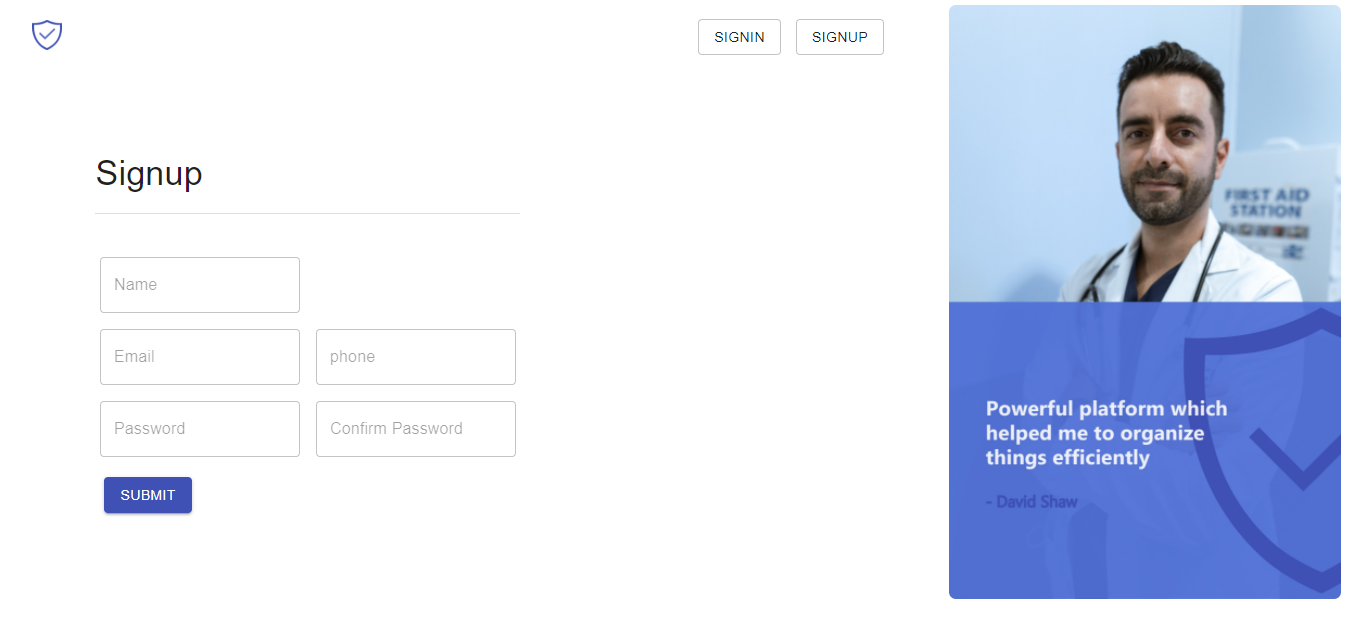 SIGNIN
SIGNUP
Signup
Name
Email
phone
Password
Confirm Password
SUBMIT
FIRST AID
STATION
Powerful platform which
helped me to organize
things efficiently
- David Shaw